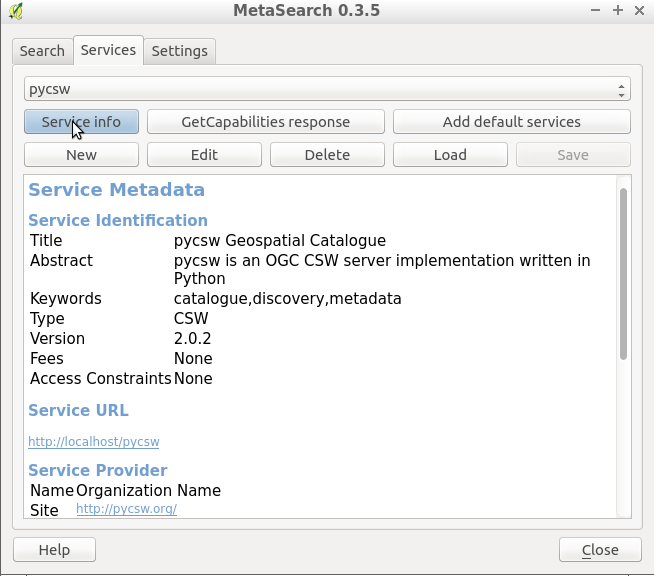 MetaSearch 0.3.5
Search Services Settings
pycsw
Service info GetCapabilities response Add default services
New Edit Delete Load Save
Service Metadata
Service Identification
Title pycsw Geospatial Catalogue
Abstract pycsw is an OGC CSW server implementation written in
Python
Keywords catalogue,discovery,metadata
Type CSW
Version 2.0.2
Fees None
Access Constraints None
Service URL
http://localhost/pycsw
Service Provider
Name Organization Name
Site http://pycsw.org/
Help Close